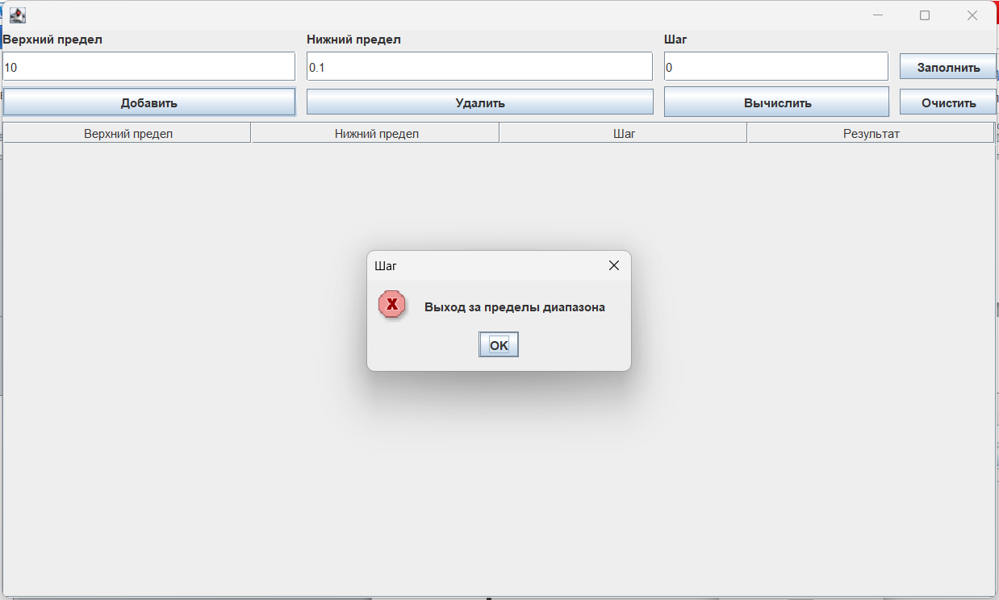 Верхний предел Нижний предел Шаг
10 0.1 0 Заполнить
Добавить Удалить Вычислить Очистить
Верхний предел Нижний предел Шаг Результат
Шаг
X Выход за пределы диапазона
OK